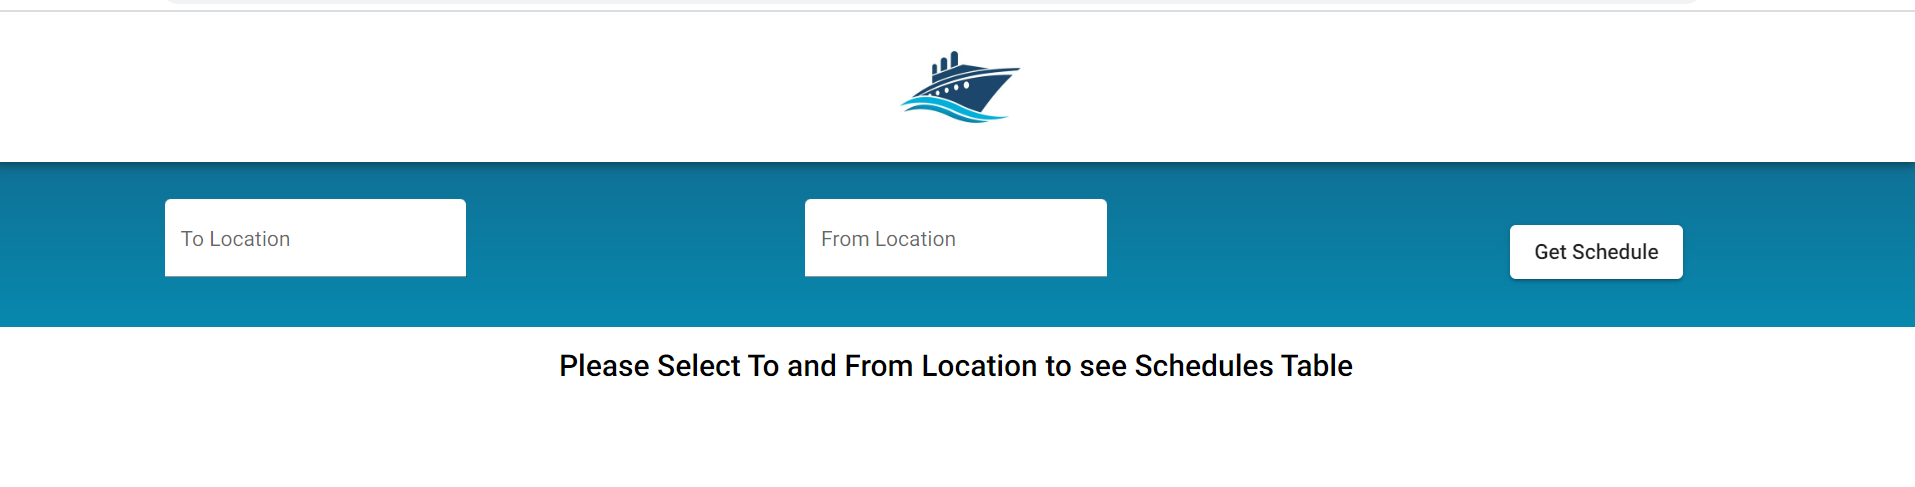 To Location
From Location
Get Schedule
Please Select To and From Location to see Schedules Table